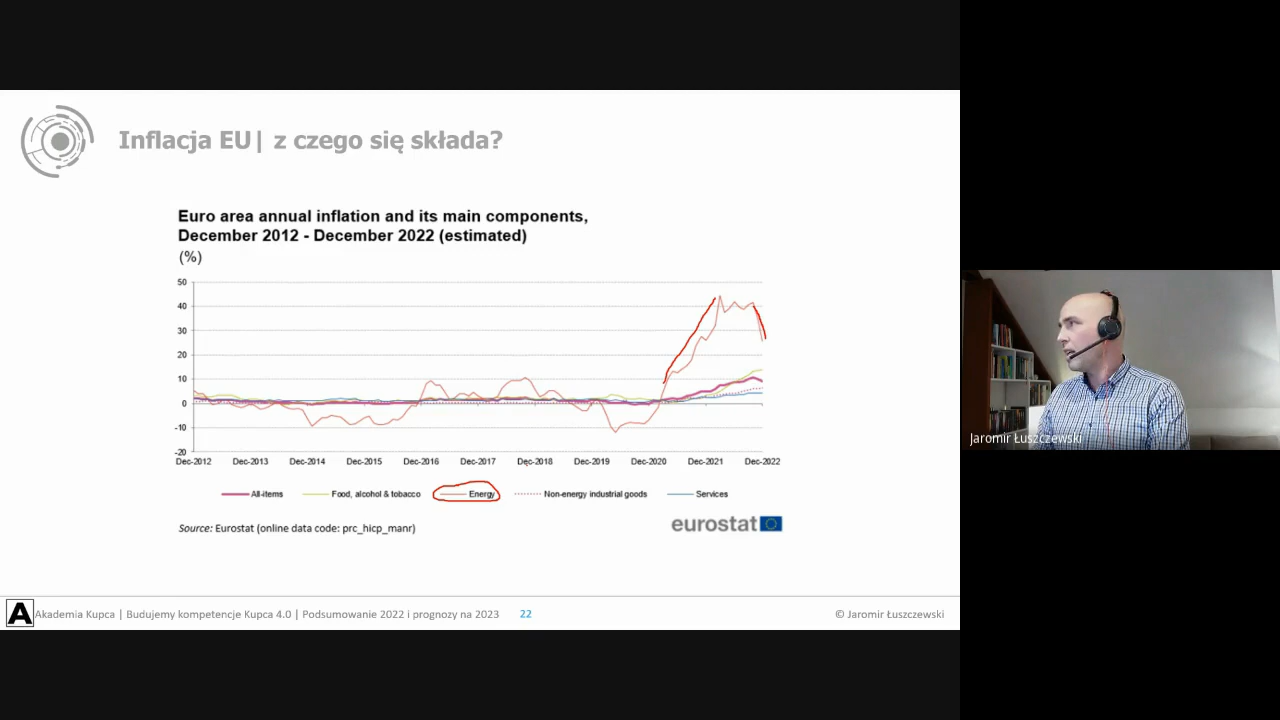 Inflacja EU| z czego się składa?
Euro area annual inflation and its main components,
December 2012 - December 2022 (estimated)
(%)
50
40
30
20
10
0
-10
-20
Dec-2012 Dec-2013 Dec-2014 Dec-2015 Dec-2016 Dec-2017 Dec-2018 Dec-2019 Dec-2020 Dec-2021 Dec-2022
All-items Food, alcohol & tobacco Energy Non-energy industrial goods Services
Source: Eurostat (online data code: prc_hicp_manr)
eurostat
A Akademia Kupca | Budujemy kompetencje Kupca 4.0 | Podsumowanie 2022 i prognozy na 2023 22 © Jaromir Łuszczewski
Jaromir Łuszczewski